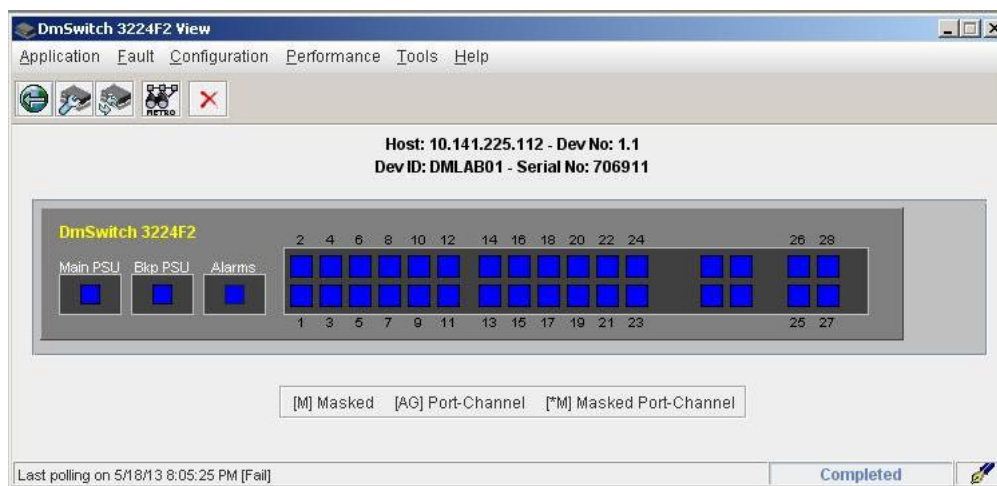 DmSwitch 3224F2 View
Application Fault Configuration Performance Tools Help
METRO
Host: 10.141.225.112 - Dev No: 1.1
Dev ID: DMLAB01 - Serial No: 706911
DmSwitch 3224F2
2 4 6 8 10 12 14 16 18 20 22 24 26 28
Main PSU Bkp PSU Alarms
1 3 5 7 9 11 13 15 17 19 21 23 25 27
[M] Masked [AG] Port-Channel [*M] Masked Port-Channel
Last polling on 5/18/13 8:05:25 PM [Fail] Completed